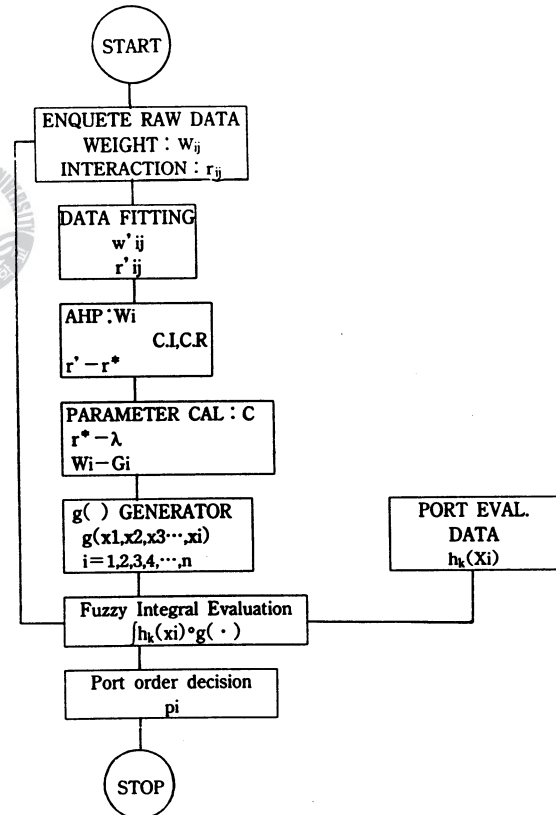 START
ENQUETE RAW DATA
WEIGHT : Wij
INTERACTION : rij
DATA FITTING
w'ij
r'ij
AHP : Wi
C.I,C.R
r'−r*
PARAMETER CAL : C
r*−λ
Wi−Gi
g( ) GENERATOR
g(x1,x2,x3⋯,xi)
i=1,2,3,4,⋯,n
PORT EVAL.
DATA
hk(Xi)
Fuzzy Integral Evaluation
∫hk(xi)∘g(·)
Port order decision
pi
STOP